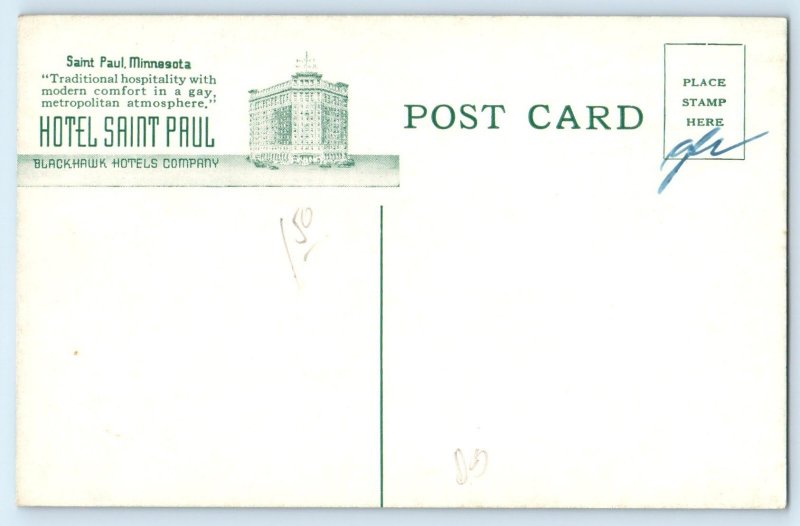 Saint Paul, Minnesota
"Traditional hospitality with
modern comfort in a gay,
metropolitan atmosphere."
HOTEL SAINT PAUL
BLACKHAWK HOTELS COMPANY
POST CARD
PLACE
STAMP
HERE
150